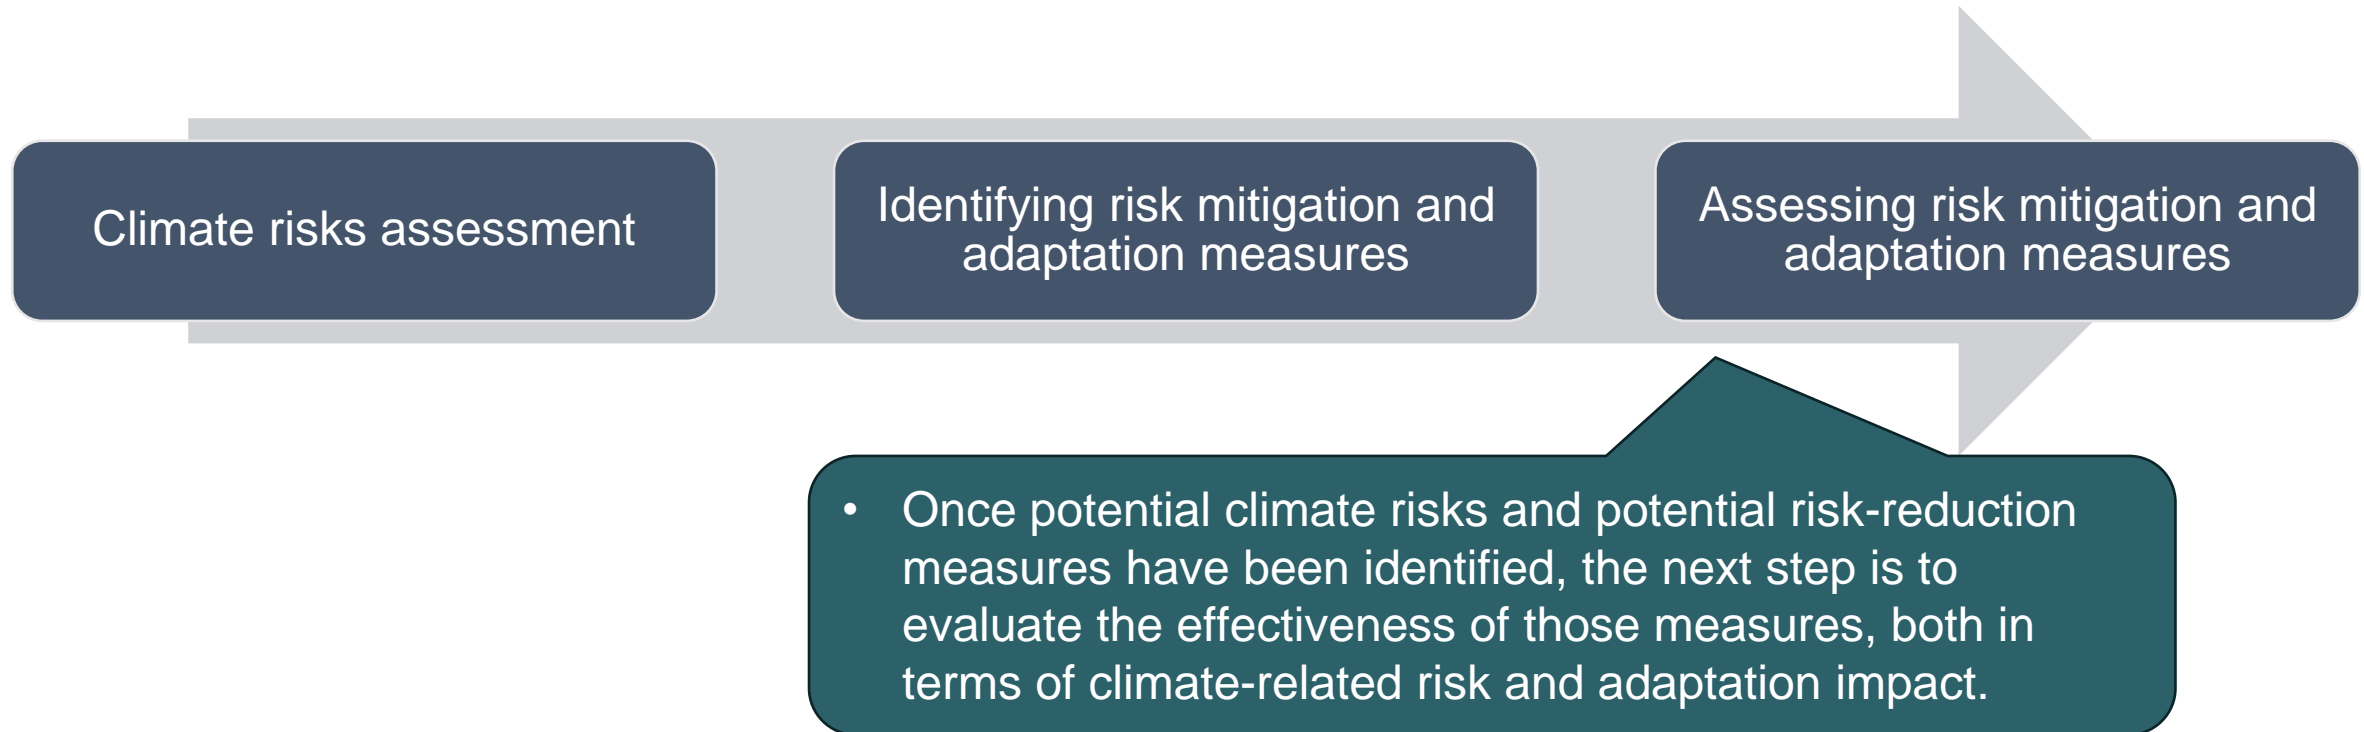 Climate risks assessment
Identifying risk mitigation and
adaptation measures
Assessing risk mitigation and
adaptation measures
• Once potential climate risks and potential risk-reduction
measures have been identified, the next step is to
evaluate the effectiveness of those measures, both in
terms of climate-related risk and adaptation impact.